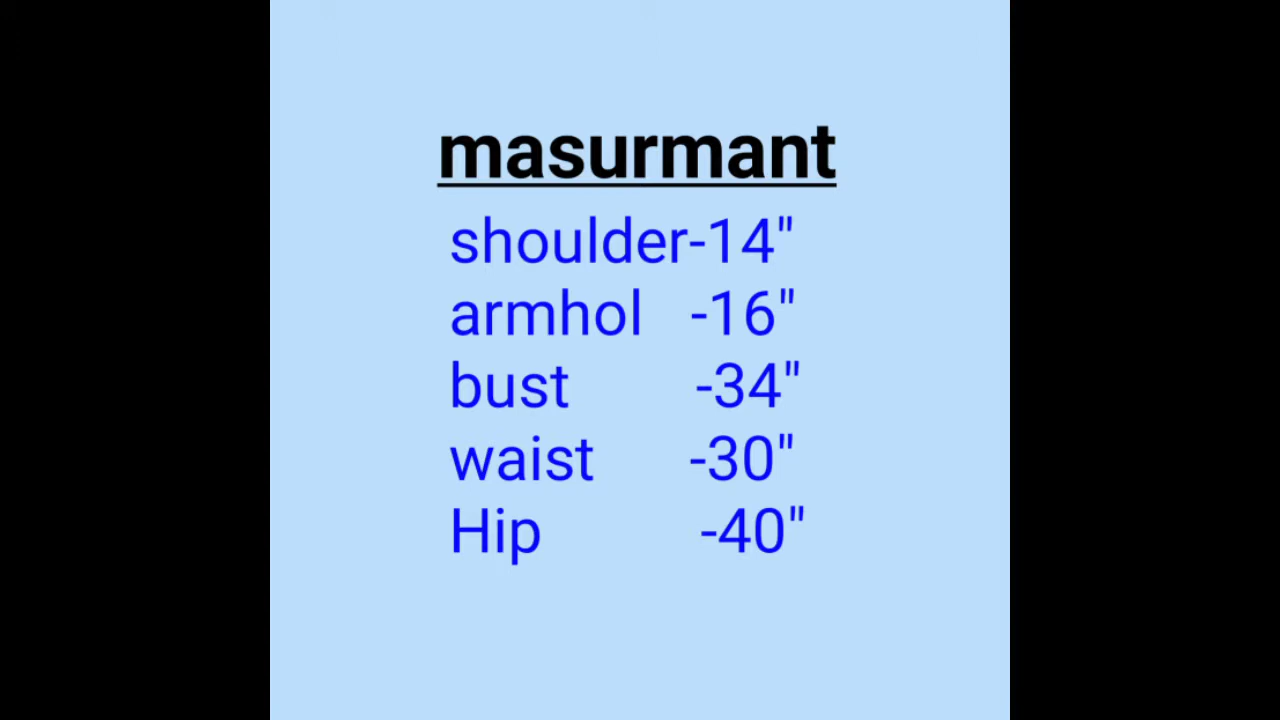 masurmant
shoulder-14"
armhol -16"
bust -34"
waist -30"
Hip -40"